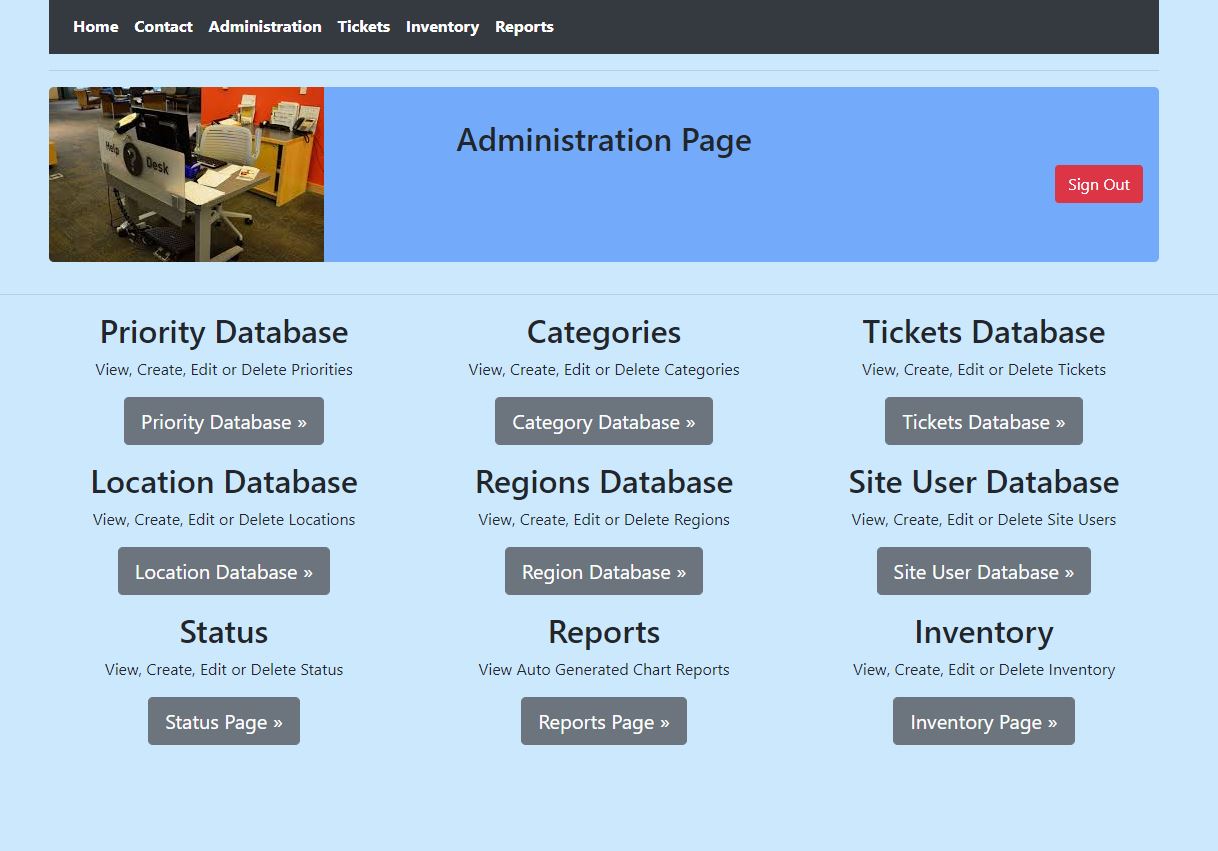 Home Contact Administration Tickets Inventory Reports
Help ? Desk
Administration Page
Sign Out
Priority Database Categories Tickets Database
View, Create, Edit or Delete Priorities View, Create, Edit or Delete Categories View, Create, Edit or Delete Tickets
Priority Database » Category Database » Tickets Database »
Location Database Regions Database Site User Database
View, Create, Edit or Delete Locations View, Create, Edit or Delete Regions View, Create, Edit or Delete Site Users
Location Database » Region Database » Site User Database »
Status Reports Inventory
View, Create, Edit or Delete Status View Auto Generated Chart Reports View, Create, Edit or Delete Inventory
Status Page » Reports Page » Inventory Page »